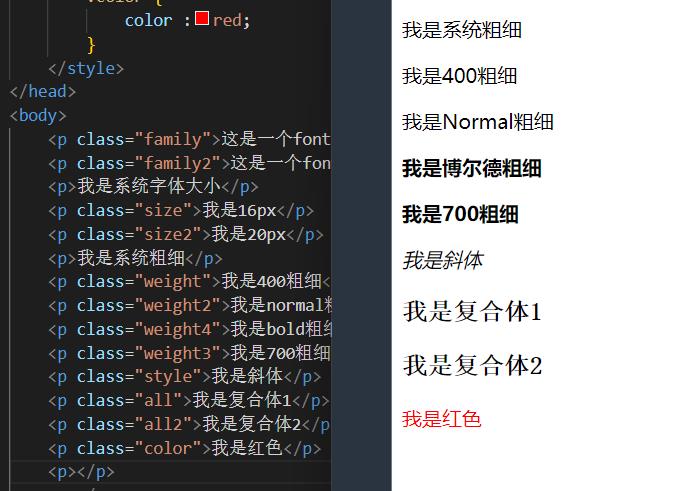 color : red;
}
</style>
</head>
<body>
<p class="family">这是一个font
<p class="family2">这是一个fon
<p>我是系统字体大小</p>
<p class="size">我是16px</p>
<p class="size2">我是20px</p>
<p>我是系统粗细</p>
<p class="weight">我是400粗细<
<p class="weight2">我是normal粗
<p class="weight4">我是bold粗细
<p class="weight3">我是700粗细
<p class="style">我是斜体</p>
<p class="all">我是复合体1</p>
<p class="all2">我是复合体2</p
<p class="color">我是红色</p>
<p></p>
我是系统粗细
我是400粗细
我是Normal粗细
我是博尔德粗细
我是700粗细
我是斜体
我是复合体1
我是复合体2
我是红色